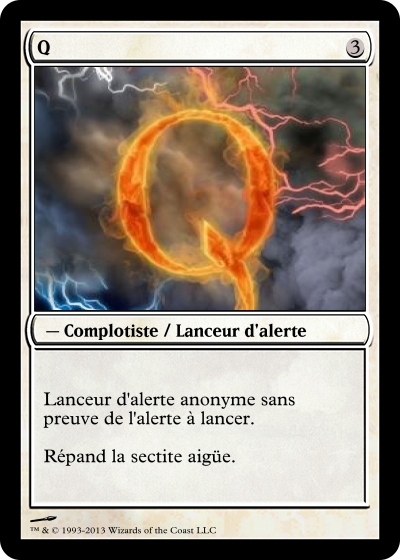 Q 3
Q
— Complotiste / Lanceur d'alerte
Lanceur d'alerte anonyme sans
preuve de l'alerte à lancer.
Répand la sectite aigüe.
™ & © 1993-2013 Wizards of the Coast LLC